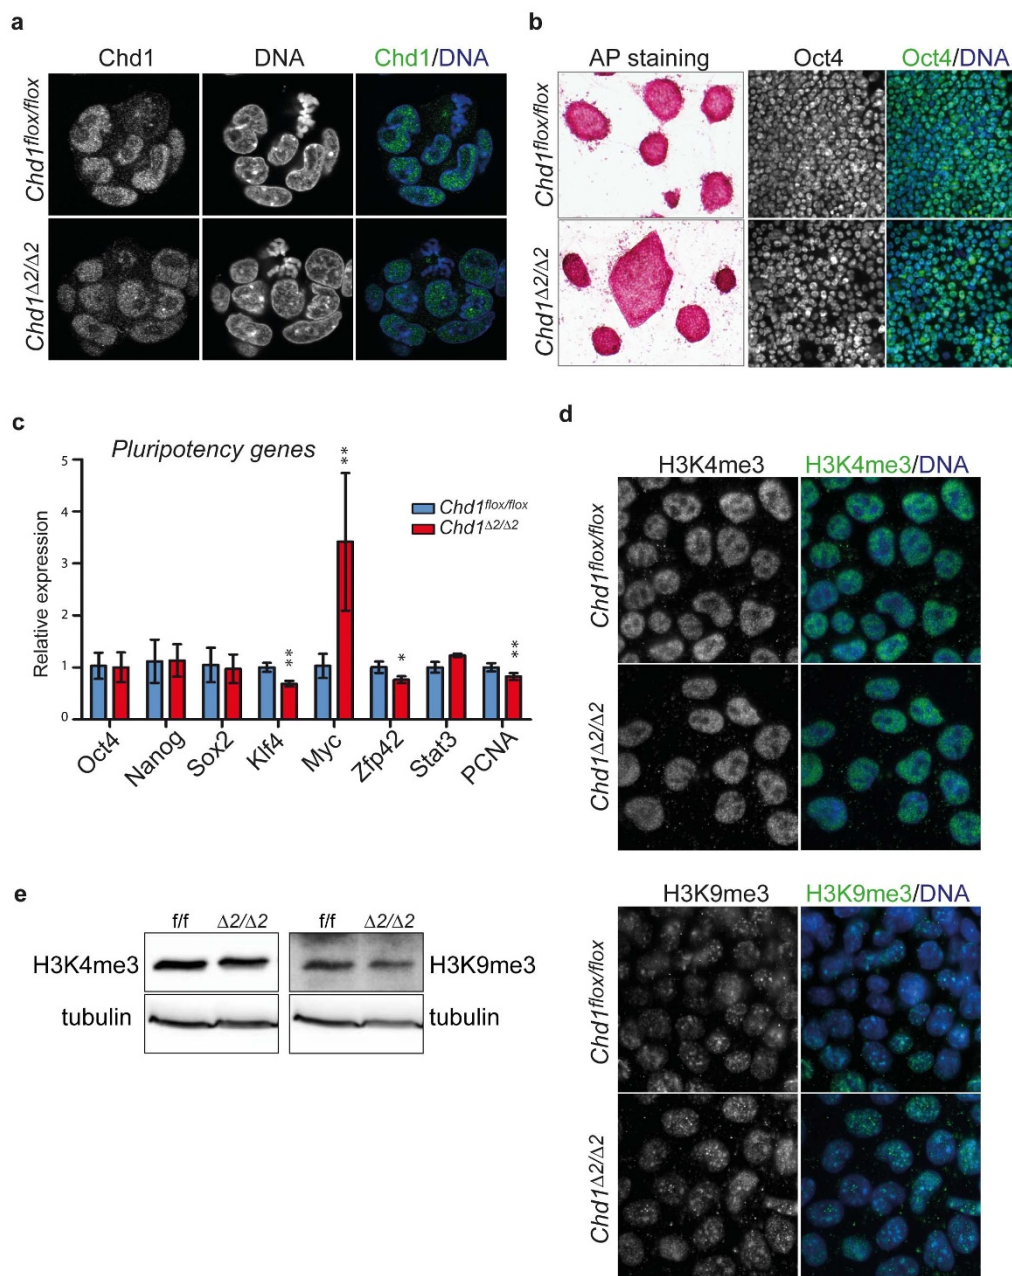 a
Chd1 DNA Chd1/DNA
Chd1flox/flox
Chd1Δ2/Δ2
b
AP staining Oct4 Oct4/DNA
Chd1flox/flox
Chd1Δ2/Δ2
c
Pluripotency genes
Relative expression
5
4
3
2
1
0
Chd1flox/flox
Chd1Δ2/Δ2
**
**
*
**
Oct4 Nanog Sox2 Klf4 Myc Zfp42 Stat3 PCNA
d
H3K4me3 H3K4me3/DNA
Chd1flox/flox
Chd1Δ2/Δ2
H3K9me3 H3K9me3/DNA
Chd1flox/flox
Chd1Δ2/Δ2
e
f/f Δ2/Δ2 f/f Δ2/Δ2
H3K4me3 H3K9me3
tubulin tubulin